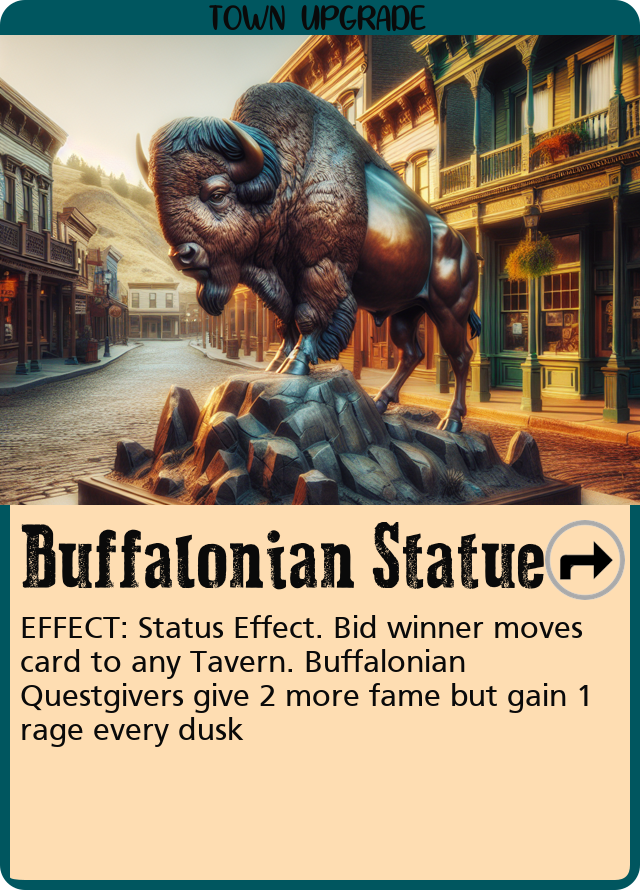 TOWN UPGRADE
Buffalonian Statue
EFFECT: Status Effect. Bid winner moves
card to any Tavern. Buffalonian
Questgivers give 2 more fame but gain 1
rage every dusk